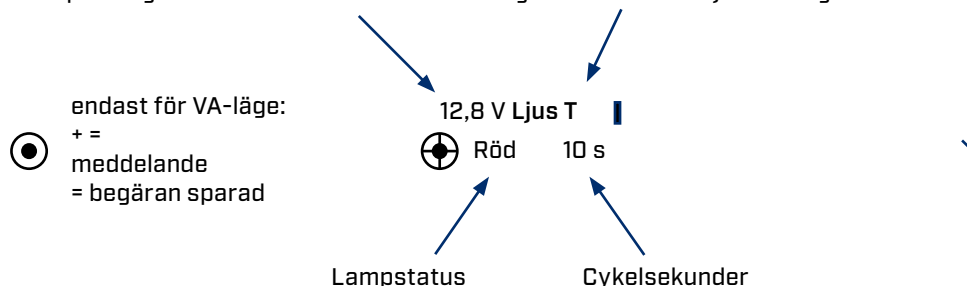 endast för VA-läge:
+ =
meddelande
= begäran sparad
12,8 V Ljus T
Röd 10 s
Lampstatus Cykelsekunder